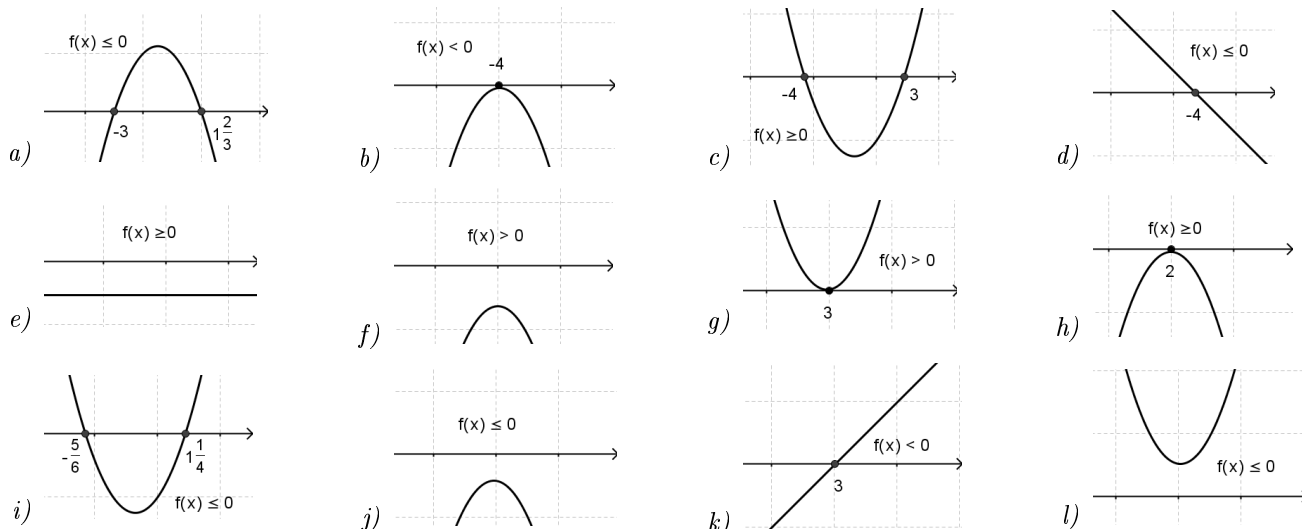 a) f(x) ≤ 0 -3 1 2/3
b) f(x) < 0 -4
c) f(x) ≥0 -4 3
d) f(x) ≤ 0 -4
e) f(x) ≥0
f) f(x) > 0
g) f(x) > 0 3
h) f(x) ≥0 2
i) f(x) ≤ 0 -5/6 1 1/4
j) f(x) ≤ 0
k) f(x) < 0 3
l) f(x) ≤ 0